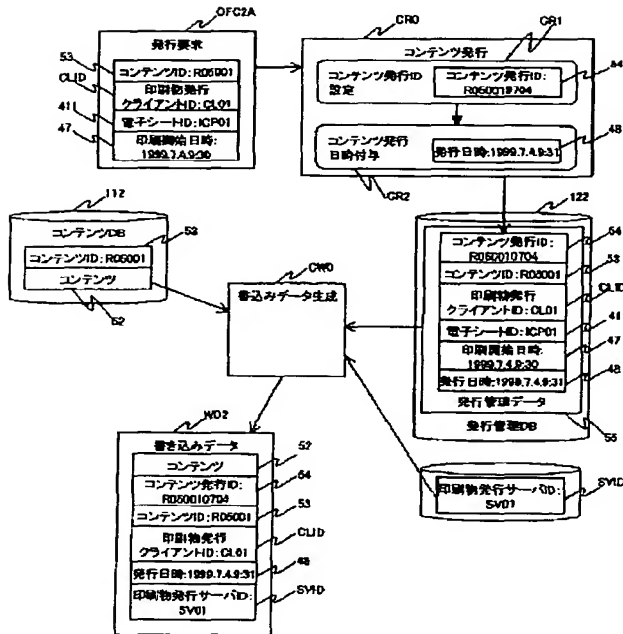 OFC2A
発行要求
53
コンテンツID:R05001
CLID
印刷物発行
クライアントID:CL01
41
電子シートID:ICP01
47
印刷開始日時:
1999.7.4.9:30
CR0
コンテンツ発行
CR1
コンテンツ発行ID
設定
コンテンツ発行ID:
R050010704
54
コンテンツ発行
日時付与
発行日時:1999.7.4.9:31
48
CR2
112
コンテンツDB
53
コンテンツID:R05001
コンテンツ
52
CW0
書込みデータ生成
122
コンテンツ発行ID:
R050010704
54
コンテンツID:R05001
53
印刷物発行
クライアントID:CL01
CLID
電子シートID:ICP01
41
印刷開始日時:
1999.7.4.9:30
47
発行日時:1999.7.4.9:31
48
発行管理データ
発行管理DB
55
印刷物発行サーバID:
SV01
SVID
WD2
書き込みデータ
コンテンツ
52
コンテンツ発行ID:
R050010704
54
コンテンツID:R05001
53
印刷物発行
クライアントID:CL01
CLID
発行日時:1999.7.4.9:31
48
印刷物発行サーバID:
SV01
SVID